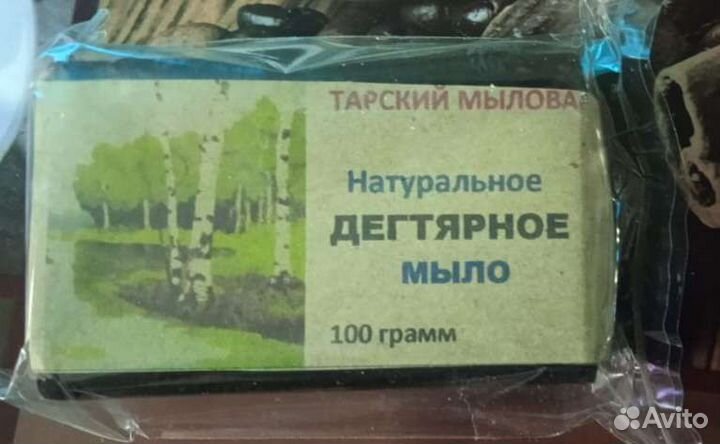 ТАРСКИЙ МЫЛОВА
Натуральное
ДЕГТЯРНОЕ
МЫЛО
100 грамм
Avito